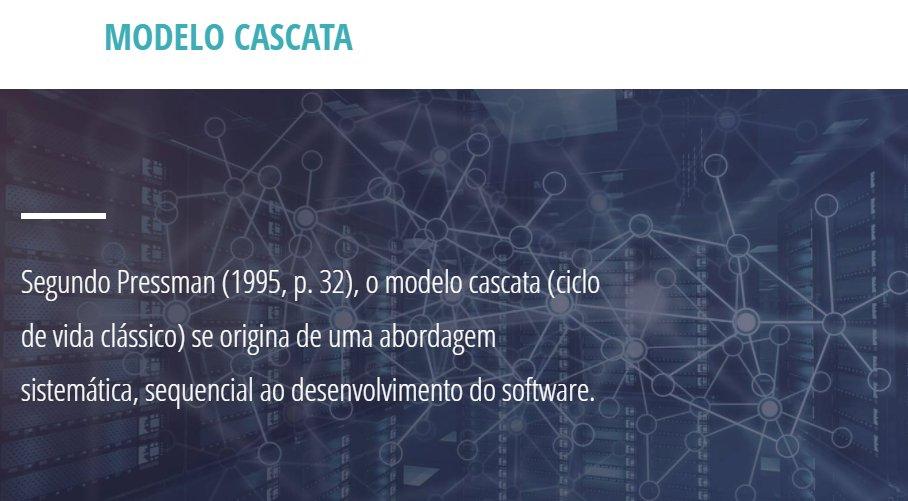 MODELO CASCATA
Segundo Pressman (1995, p. 32), o modelo cascata (ciclo
de vida clássico) se origina de uma abordagem
sistemática, sequencial ao desenvolvimento do software.